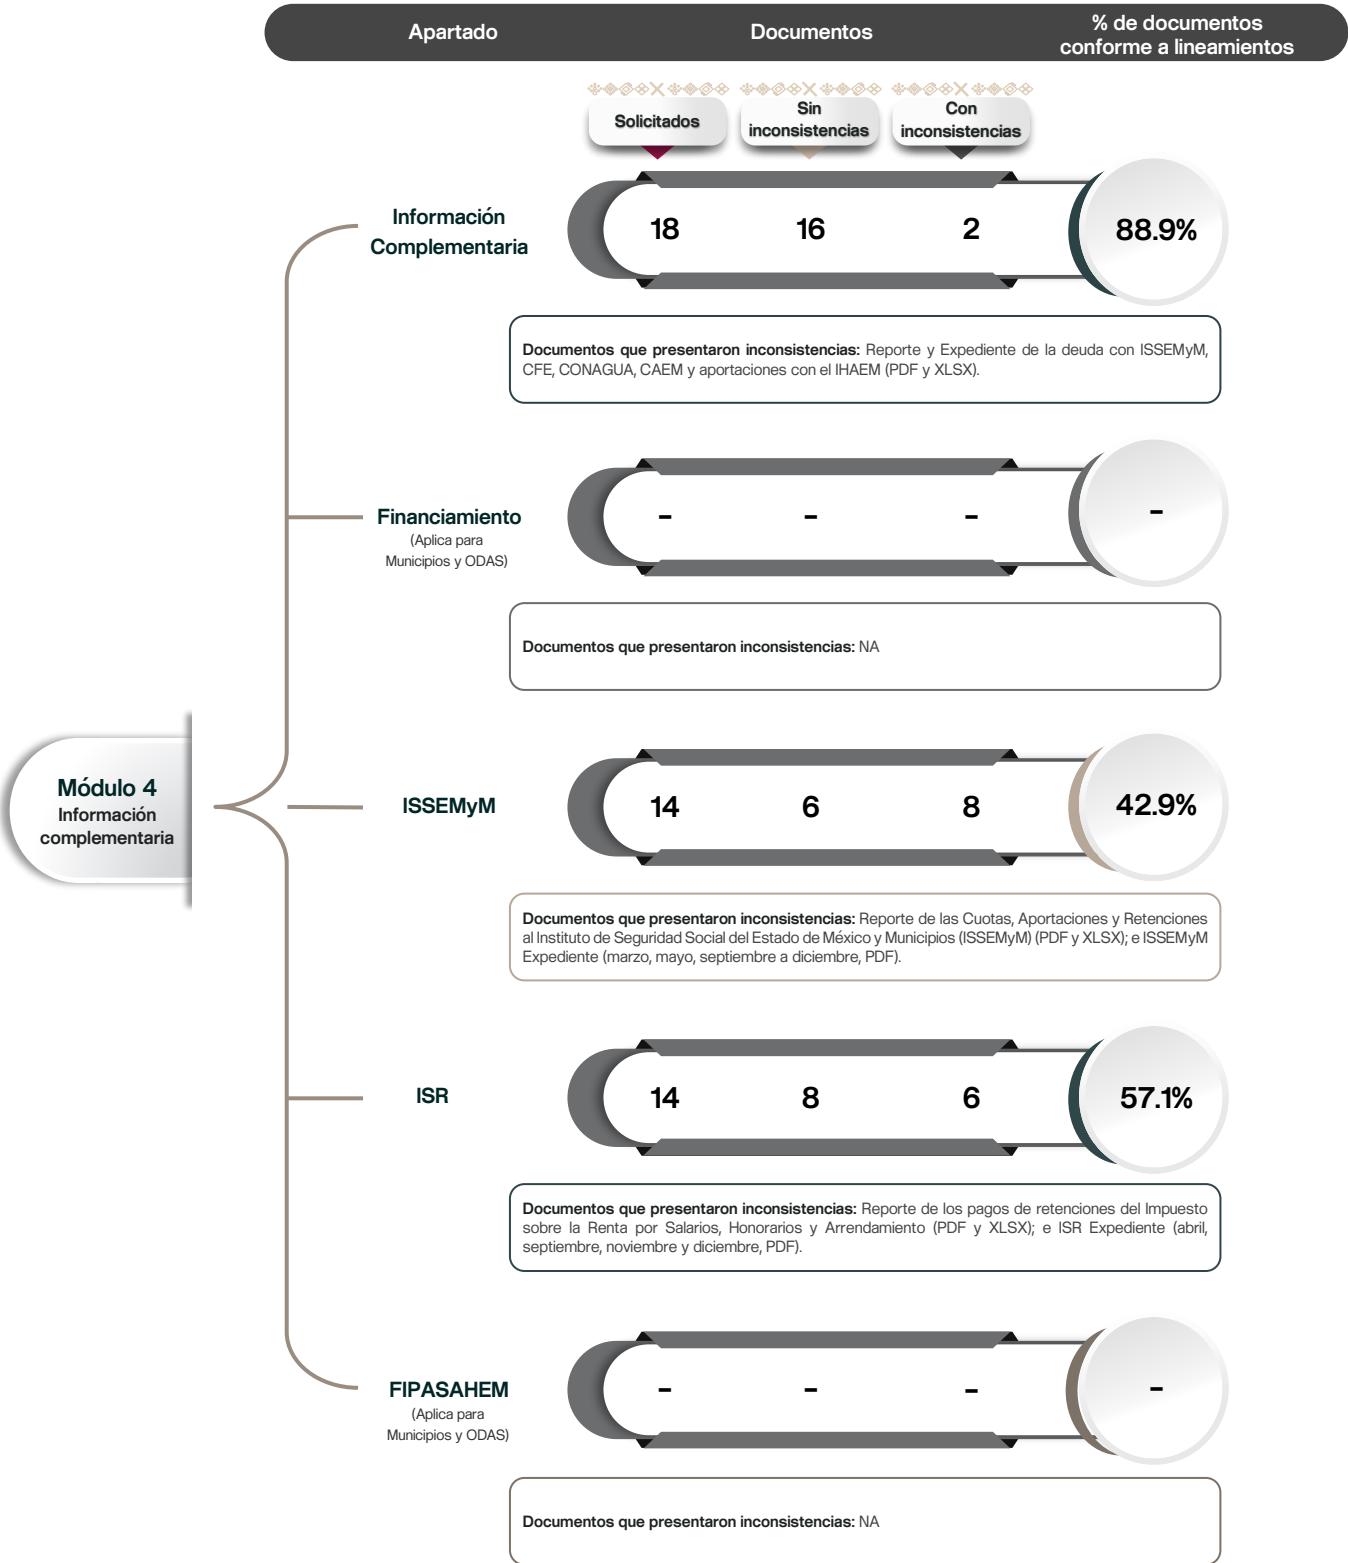 Apartado
Documentos
% de documentos
conforme a lineamientos
Solicitados
Sin
inconsistencias
Con
inconsistencias
Información
Complementaria
18
16
2
88.9%
Documentos que presentaron inconsistencias: Reporte y Expediente de la deuda con ISSEMyM,
CFE, CONAGUA, CAEM y aportaciones con el IHAEM (PDF y XLSX).
Financiamiento
(Aplica para
Municipios y ODAS)
-
-
-
-
Documentos que presentaron inconsistencias: NA
Módulo 4
Información
complementaria
ISSEMyM
14
6
8
42.9%
Documentos que presentaron inconsistencias: Reporte de las Cuotas, Aportaciones y Retenciones
al Instituto de Seguridad Social del Estado de México y Municipios (ISSEMyM) (PDF y XLSX); e ISSEMyM
Expediente (marzo, mayo, septiembre a diciembre, PDF).
ISR
14
8
6
57.1%
Documentos que presentaron inconsistencias: Reporte de los pagos de retenciones del Impuesto
sobre la Renta por Salarios, Honorarios y Arrendamiento (PDF y XLSX); e ISR Expediente (abril,
septiembre, noviembre y diciembre, PDF).
FIPASAHEM
(Aplica para
Municipios y ODAS)
-
-
-
-
Documentos que presentaron inconsistencias: NA